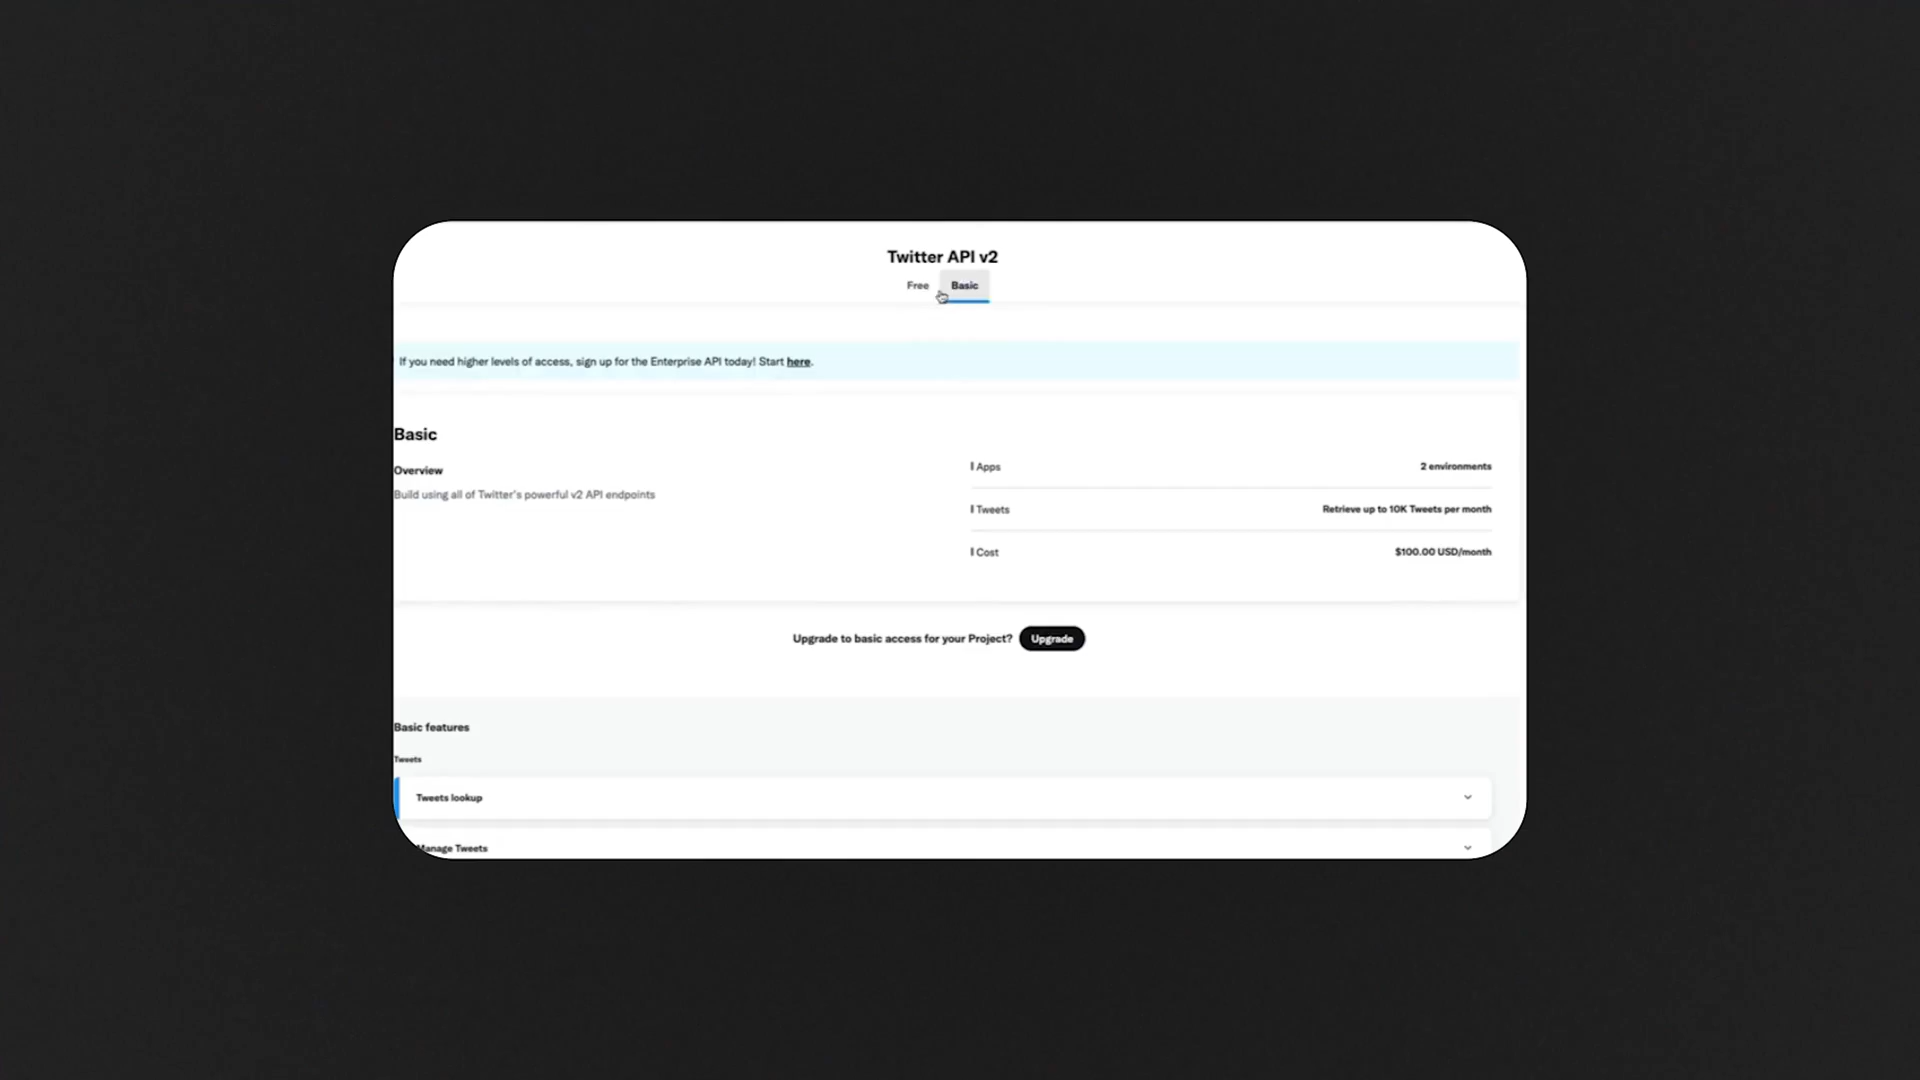 Twitter API v2
Free Basic
If you need higher levels of access, sign up for the Enterprise API today! Start here.
Basic
Overview
Build using all of Twitter's powerful v2 API endpoints
Apps 2 environments
Tweets Retrieve up to 10K Tweets per month
Cost $100.00 USD/month
Upgrade to basic access for your Project? Upgrade
Basic features
Tweets
Tweets lookup
Manage Tweets